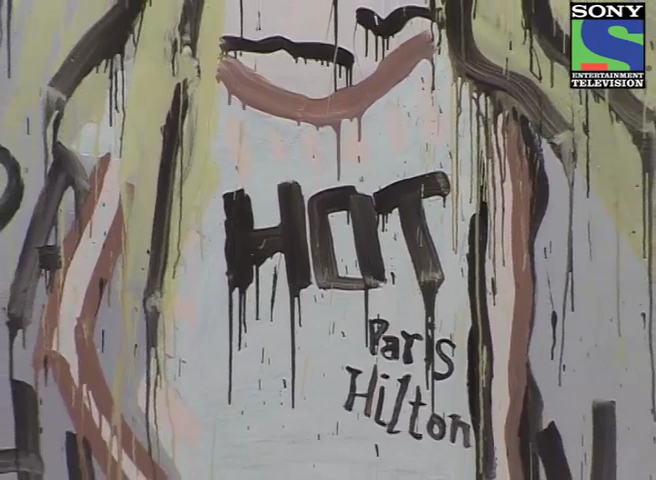 SONY
ENTERTAINMENT
TELEVISION
HOT
Paris
Hilton